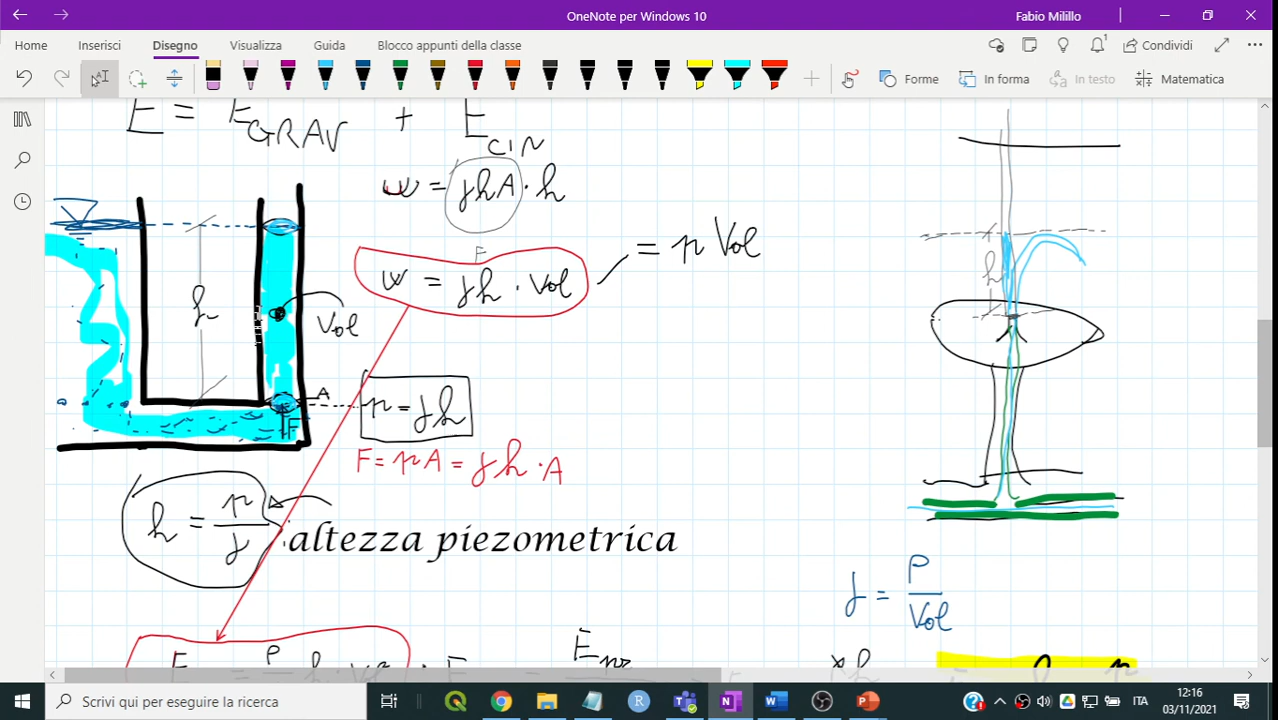 OneNote per Windows 10
Fabio Milillo
Home Inserisci Disegno Visualizza Guida Blocco appunti della classe
Condividi
Forme In forma In testo Matematica
E = E GRAV + E CIN
W = γhA · h
F
W = γh · Vol
= p Vol
h
Vol
A
F
p = γh
F = pA = γh · A
h = p / γ
altezza piezometrica
h
γ = P / Vol
Scrivi qui per eseguire la ricerca
ITA
12:16
03/11/2021